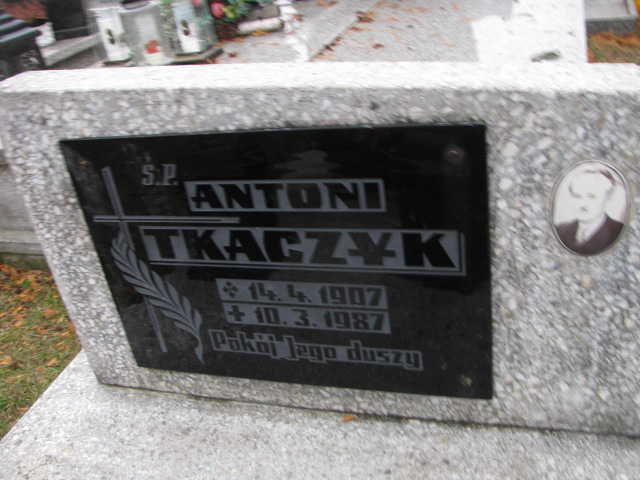 Ś.P. ANTONI
TKACZYK
14.4.1907
+ 10.3.1987
Pokój Jego duszy